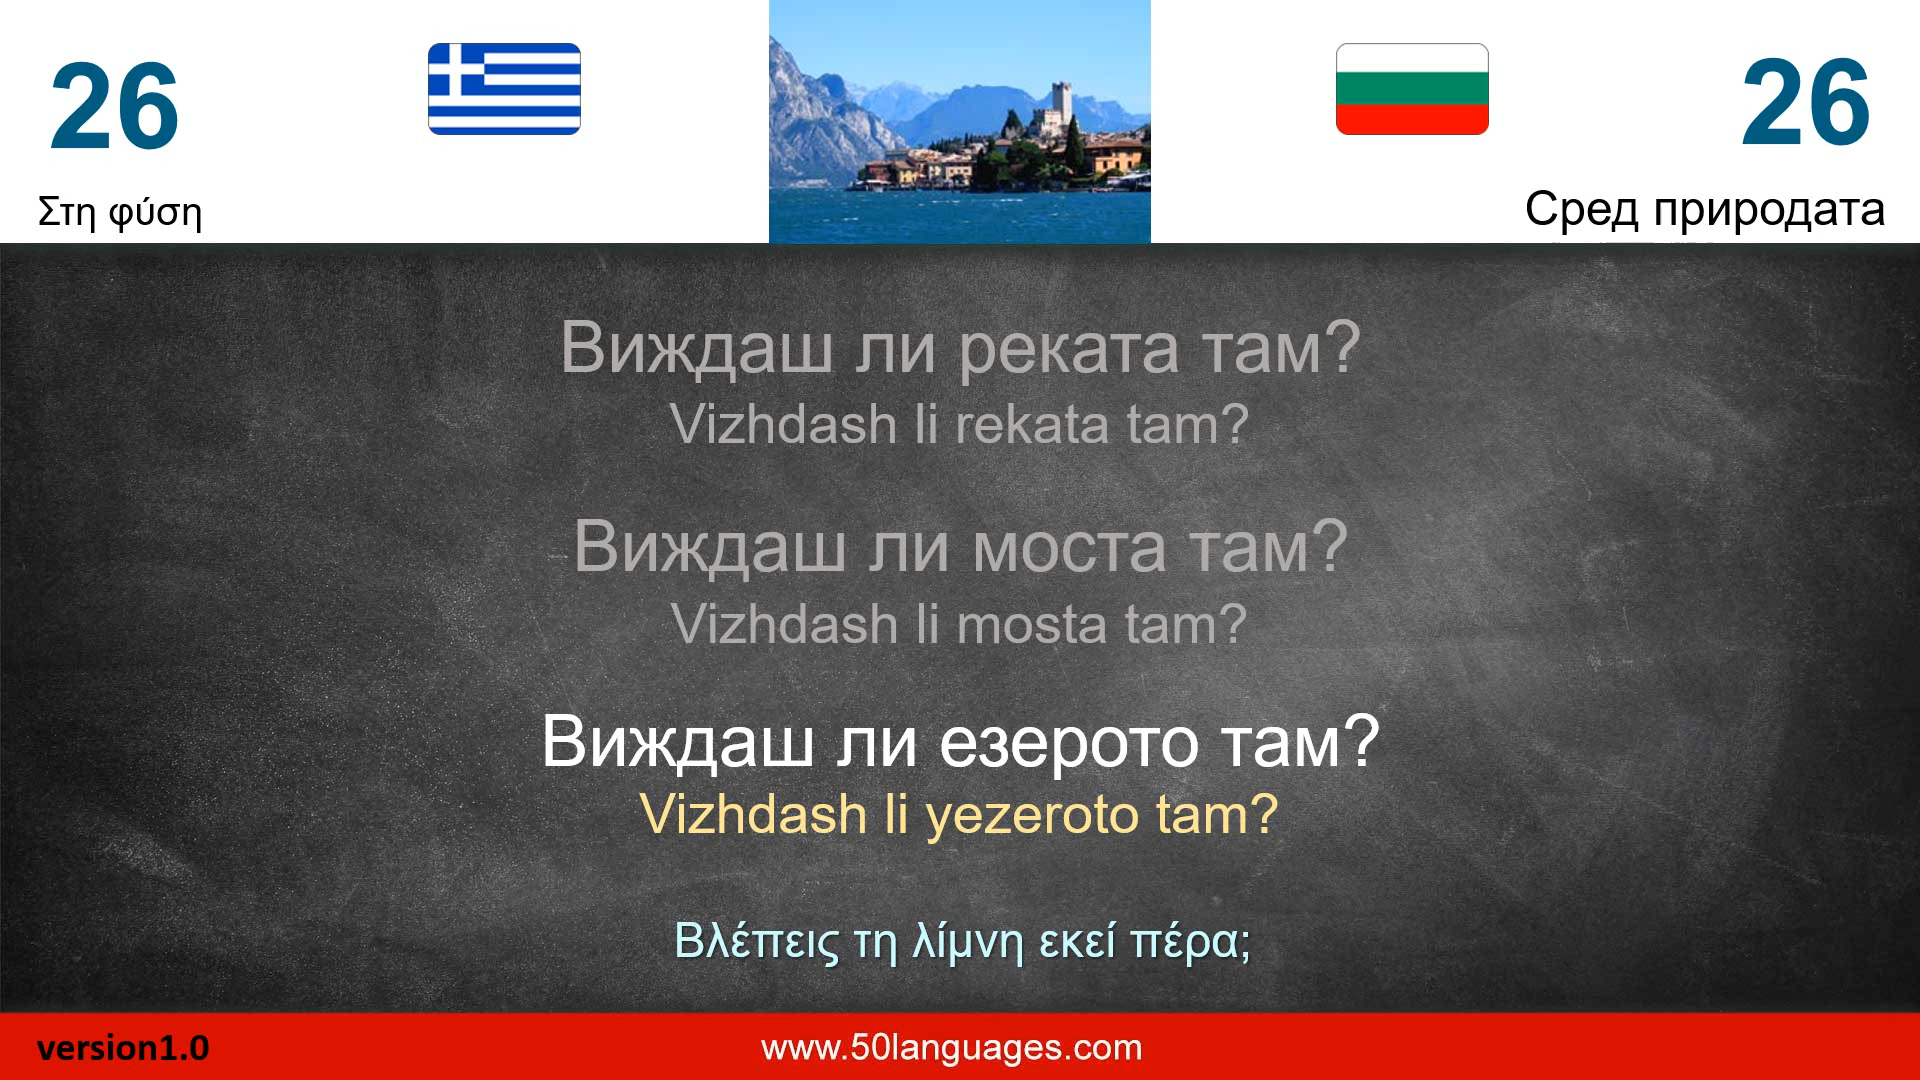 26
26
Στη φύση
Сред природата
Виждаш ли реката там?
Vizhdash li rekata tam?
Виждаш ли моста там?
Vizhdash li mosta tam?
Виждаш ли езерото там?
Vizhdash li yezeroto tam?
Βλέπεις τη λίμνη εκεί πέρα;
version1.0
www.50languages.com